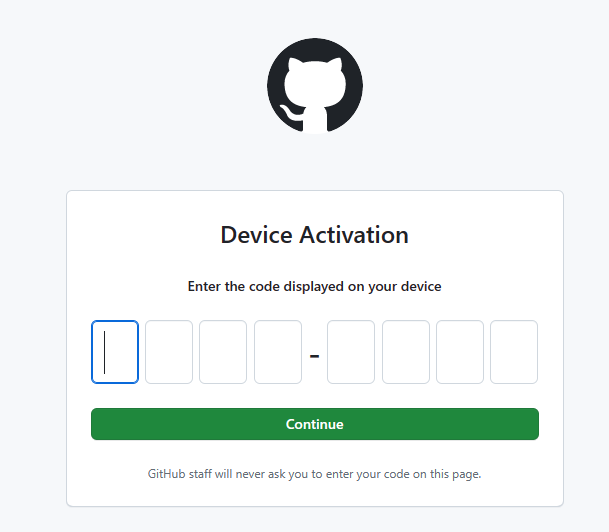 Device Activation
Enter the code displayed on your device
-
Continue
GitHub staff will never ask you to enter your code on this page.